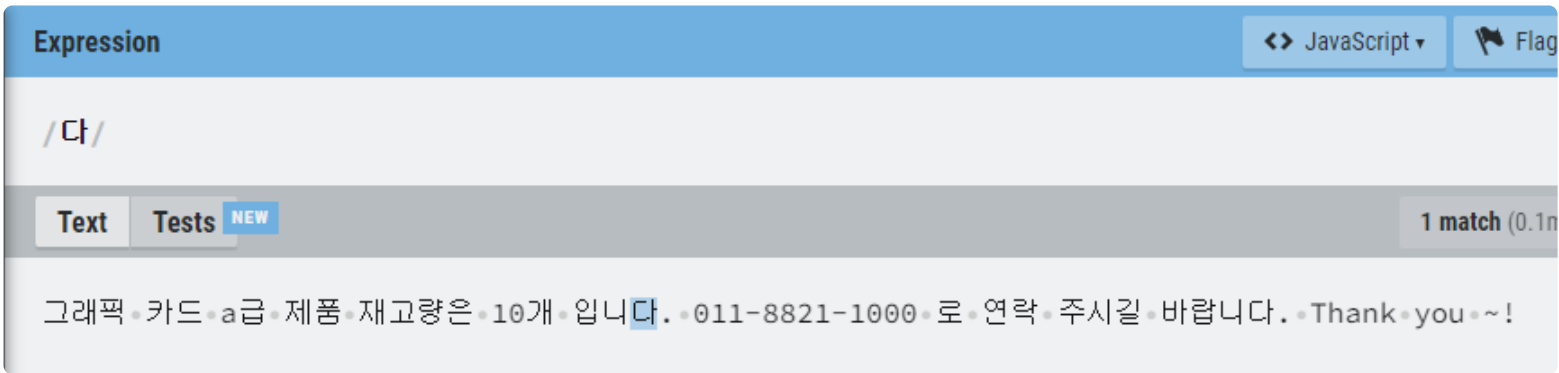 Expression
<> JavaScript ▾
Flag
/다/
Text
Tests
NEW
1 match (0.1m
그래픽 카드 a급 제품 재고량은 10개 입니다. 011-8821-1000 로 연락 주시길 바랍니다. Thank you ~!